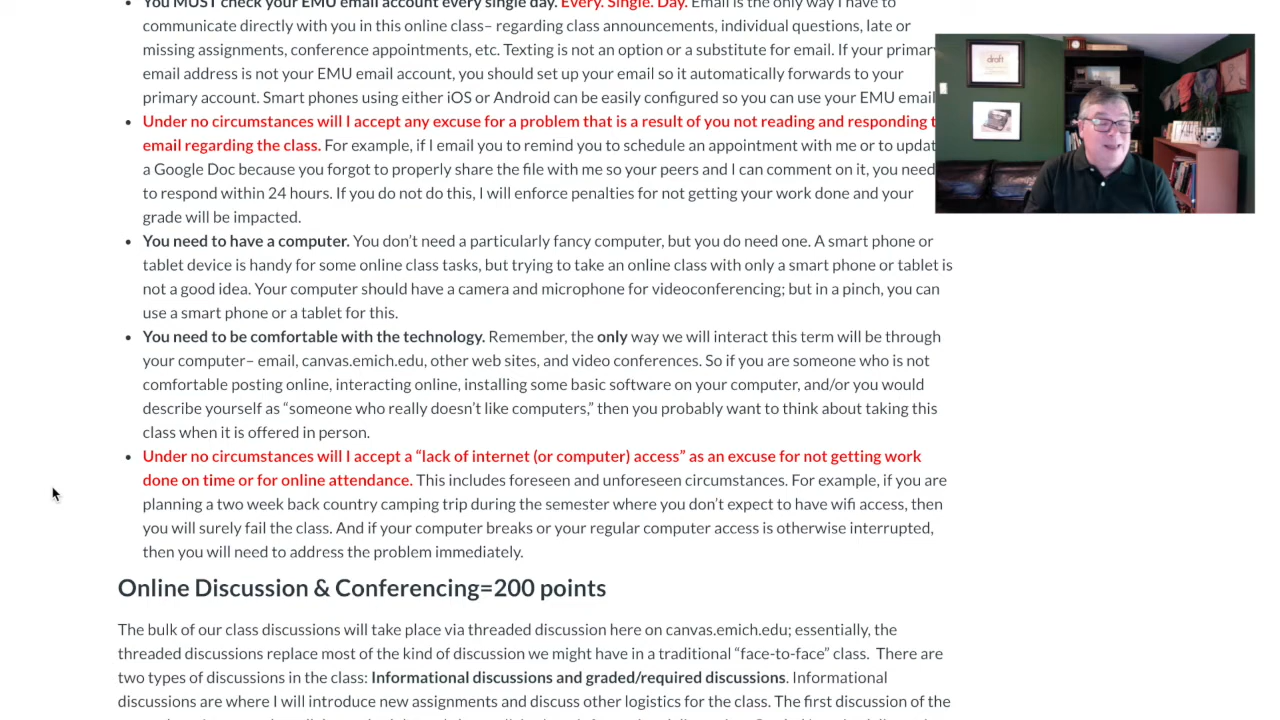 You MUST check your EMU email account every single day. Every. Single. Day. Email is the only way I have to
communicate directly with you in this online class– regarding class announcements, individual questions, late or
missing assignments, conference appointments, etc. Texting is not an option or a substitute for email. If your primary
email address is not your EMU email account, you should set up your email so it automatically forwards to your
primary account. Smart phones using either iOS or Android can be easily configured so you can use your EMU email
Under no circumstances will I accept any excuse for a problem that is a result of you not reading and responding
email regarding the class. For example, if I email you to remind you to schedule an appointment with me or to updat
a Google Doc because you forgot to properly share the file with me so your peers and I can comment on it, you need
to respond within 24 hours. If you do not do this, I will enforce penalties for not getting your work done and your
grade will be impacted.
You need to have a computer. You don’t need a particularly fancy computer, but you do need one. A smart phone or
tablet device is handy for some online class tasks, but trying to take an online class with only a smart phone or tablet is
not a good idea. Your computer should have a camera and microphone for videoconferencing; but in a pinch, you can
use a smart phone or a tablet for this.
You need to be comfortable with the technology. Remember, the only way we will interact this term will be through
your computer– email, canvas.emich.edu, other web sites, and video conferences. So if you are someone who is not
comfortable posting online, interacting online, installing some basic software on your computer, and/or you would
describe yourself as “someone who really doesn’t like computers,” then you probably want to think about taking this
class when it is offered in person.
Under no circumstances will I accept a “lack of internet (or computer) access” as an excuse for not getting work
done on time or for online attendance. This includes foreseen and unforeseen circumstances. For example, if you are
planning a two week back country camping trip during the semester where you don’t expect to have wifi access, then
you will surely fail the class. And if your computer breaks or your regular computer access is otherwise interrupted,
then you will need to address the problem immediately.
Online Discussion & Conferencing=200 points
The bulk of our class discussions will take place via threaded discussion here on canvas.emich.edu; essentially, the
threaded discussions replace most of the kind of discussion we might have in a traditional “face-to-face” class. There are
two types of discussions in the class: Informational discussions and graded/required discussions. Informational
discussions are where I will introduce new assignments and discuss other logistics for the class. The first discussion of the
draft